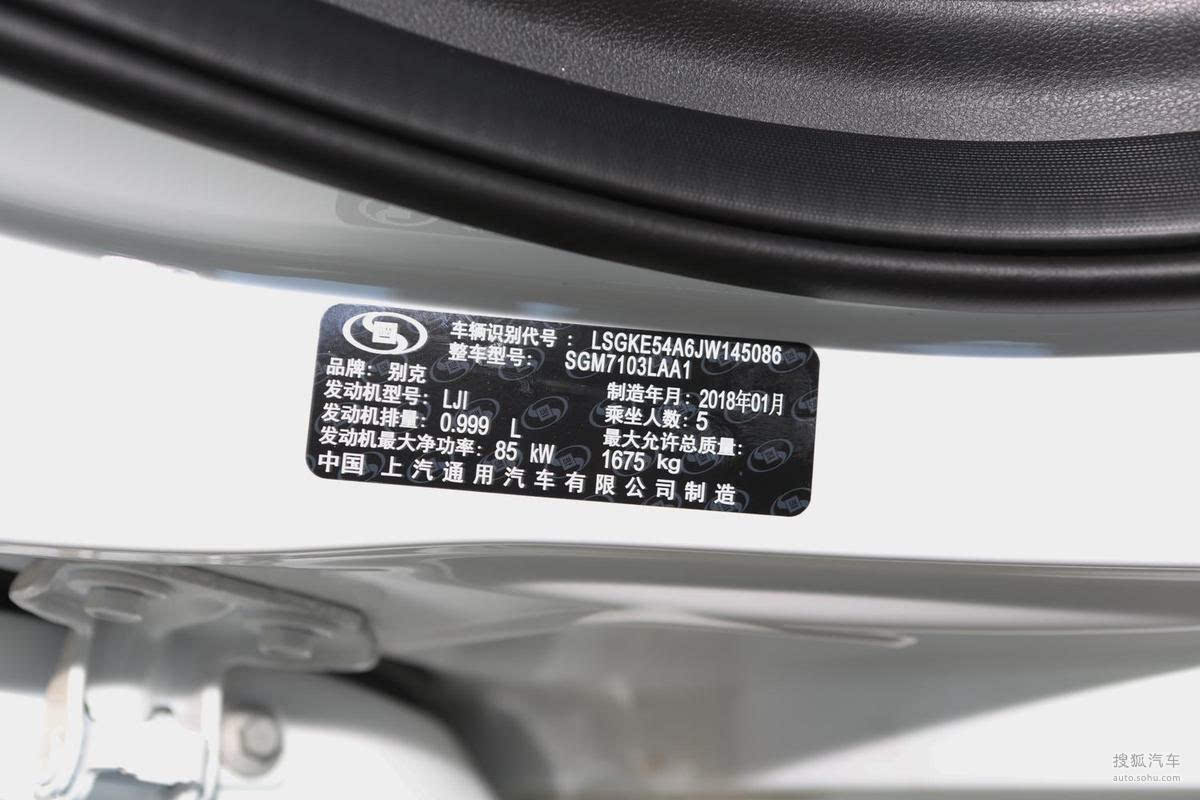 车辆识别代号： LSGKE54A6JW145086
整车型号： SGM7103LAA1
品牌：别克
制造年月：2018年01月
发动机型号：LJI
乘坐人数：5
发动机排量：0.999 L
最大允许总质量：
发动机最大净功率：85 kW
1675 kg
中国 上汽通用汽车有限公司制造
搜狐汽车
auto.sohu.com